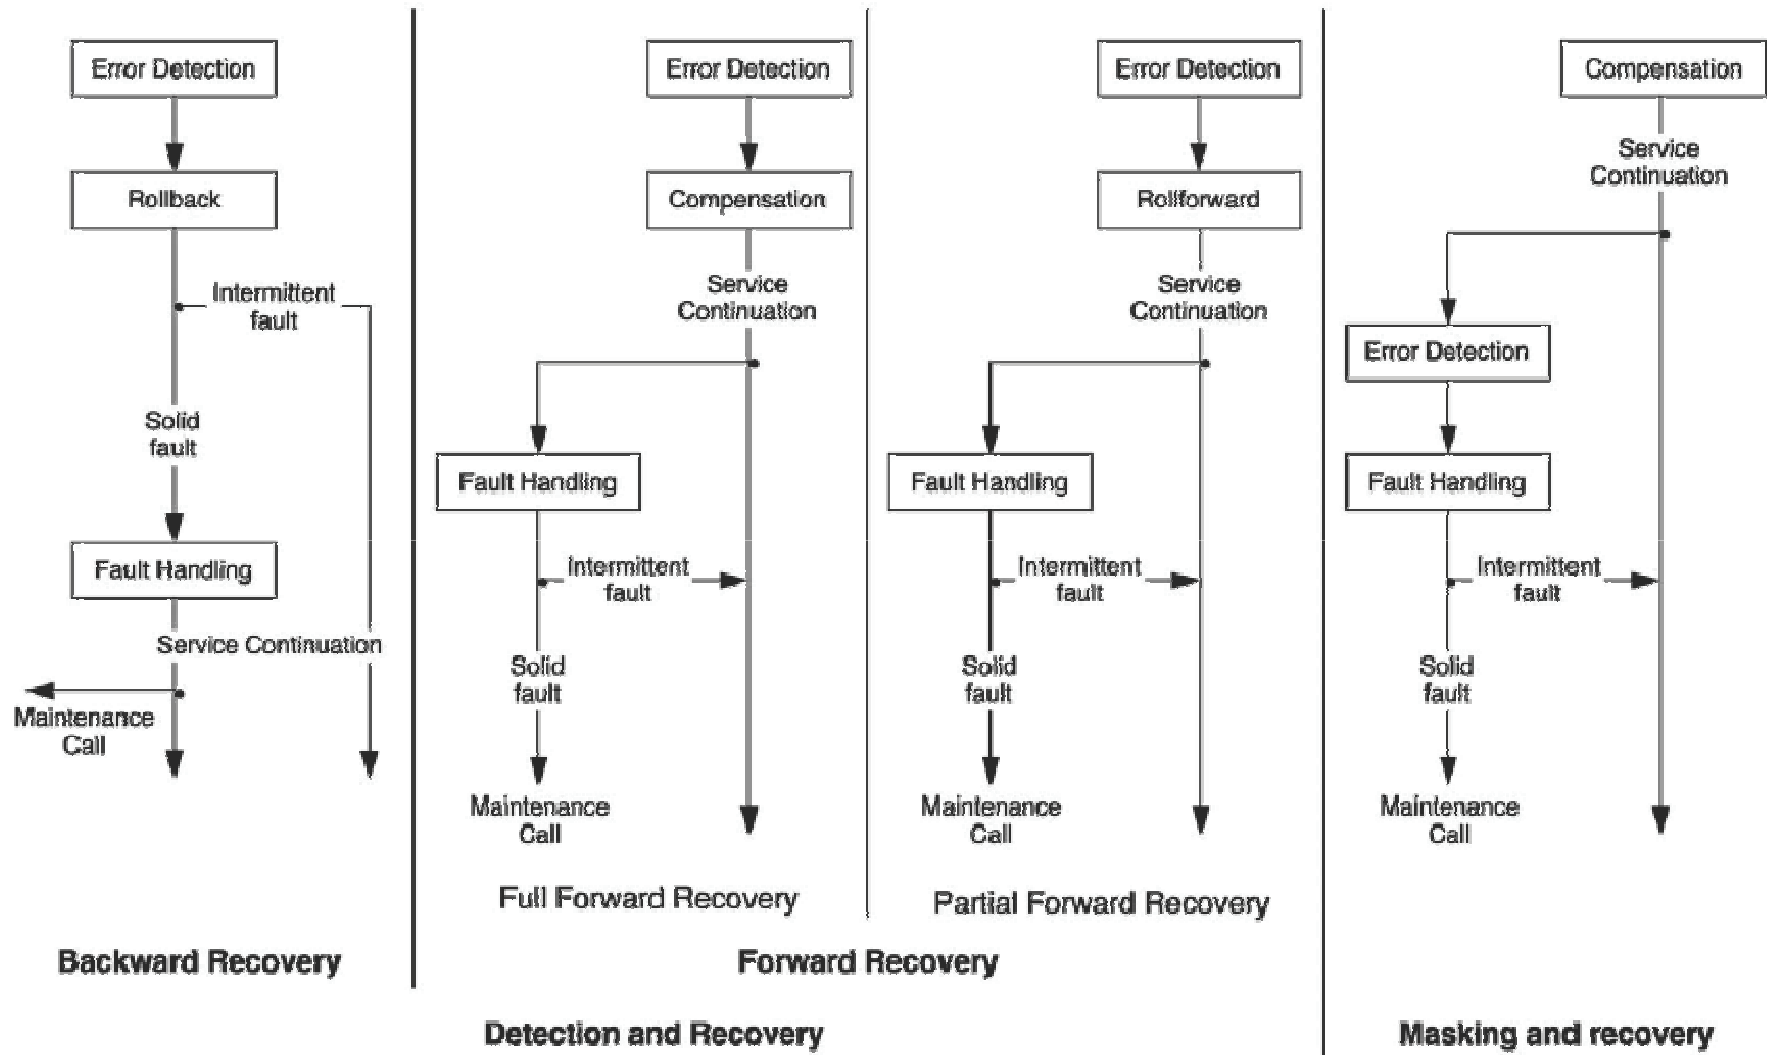 Error Detection
Rollback
Intermittent
fault
Solid
fault
Fault Handling
Service Continuation
Maintenance
Call
Backward Recovery
Error Detection
Compensation
Service
Continuation
Fault Handling
Intermittent
fault
Solid
fault
Maintenance
Call
Full Forward Recovery
Error Detection
Rollforward
Service
Continuation
Fault Handling
Intermittent
fault
Solid
fault
Maintenance
Call
Partial Forward Recovery
Forward Recovery
Detection and Recovery
Compensation
Service
Continuation
Error Detection
Fault Handling
Intermittent
fault
Solid
fault
Maintenance
Call
Masking and recovery